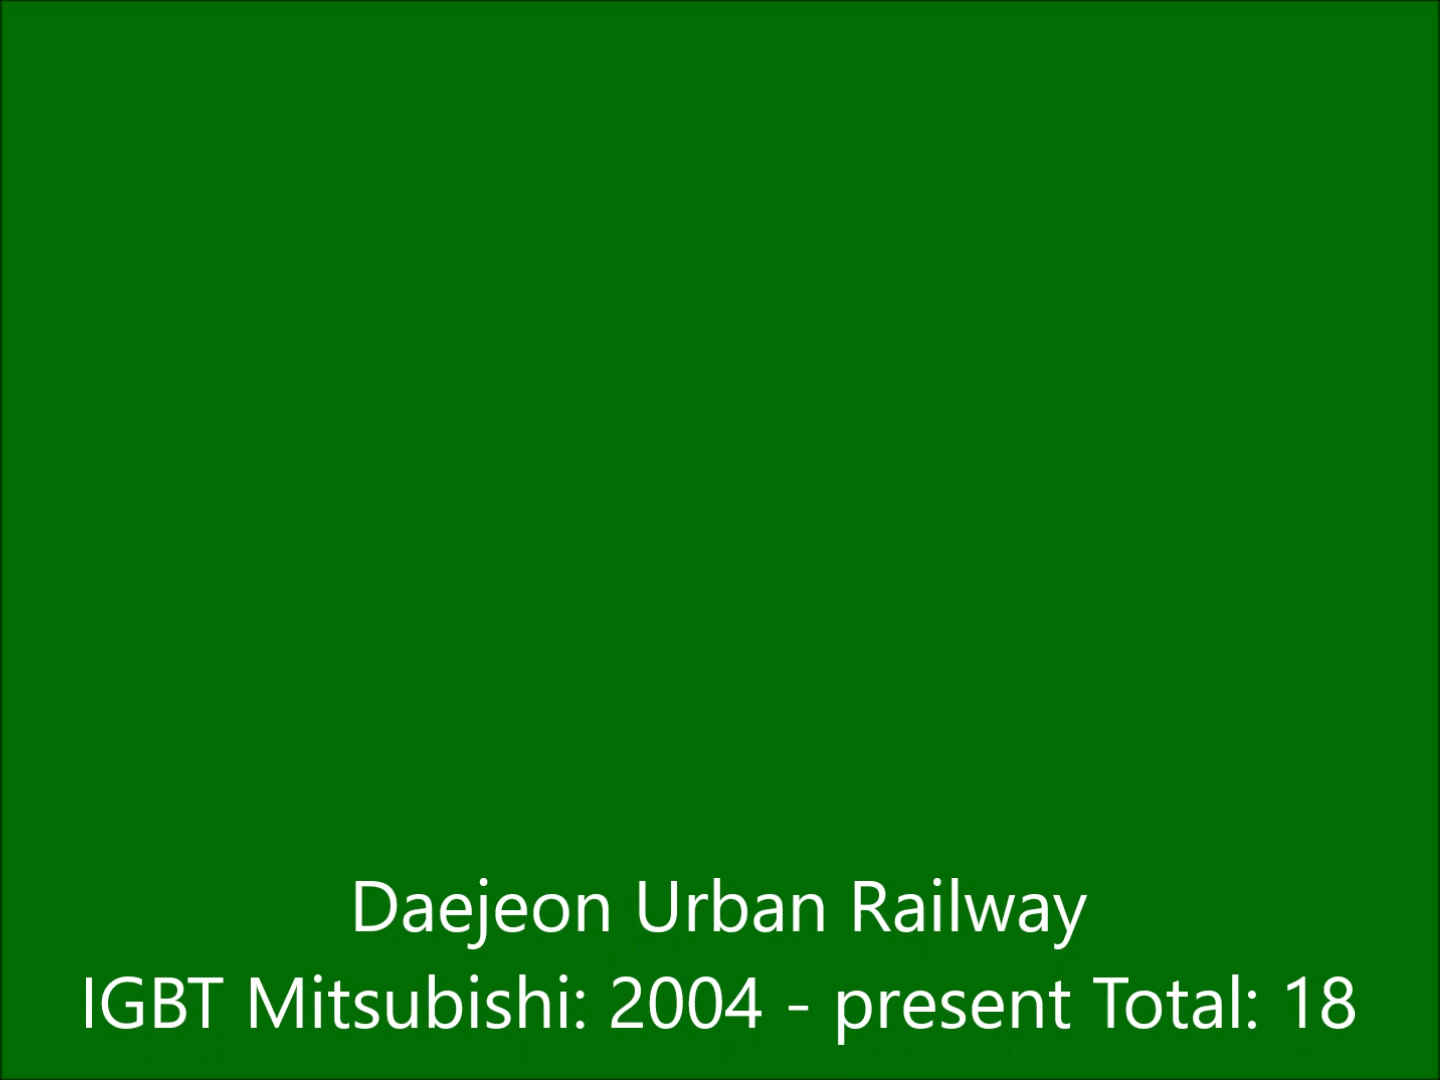 Daejeon Urban Railway
IGBT Mitsubishi: 2004 - present Total: 18